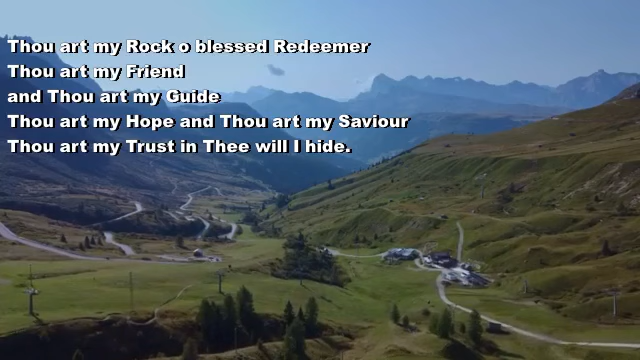 Thou art my Rock o blessed Redeemer
Thou art my Friend
and Thou art my Guide
Thou art my Hope and Thou art my Saviour
Thou art my Trust in Thee will I hide.